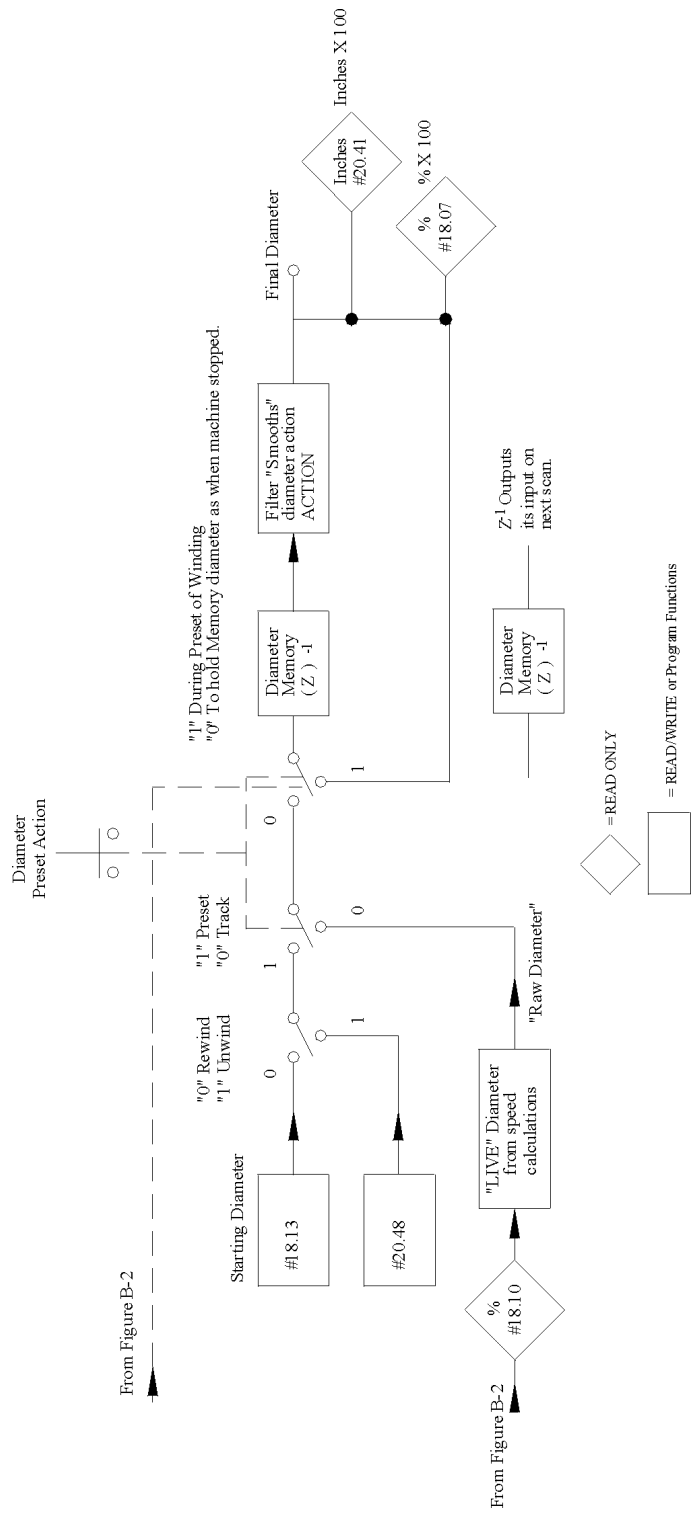 Diameter
Preset Action
From Figure B-2
"0" Rewind
"1" Unwind
"1" Preset
"0" Track
"1" During Preset of Winding
"0" To hold Memory diameter as when machine stopped.
Starting Diameter
#18.13
0
1
0
Diameter
Memory
( Z ) -1
Filter "Smooths"
diameter action
ACTION
Final Diameter
Inches
#20.41
Inches X 100
#20.48
1
0
1
%
#18.07
% X 100
From Figure B-2
%
#18.10
"LIVE" Diameter
from speed
calculations
"Raw Diameter"
Diameter
Memory
( Z ) -1
Z-1 Outputs
its input on
next scan.
= READ ONLY
= READ/WRITE or Program Functions